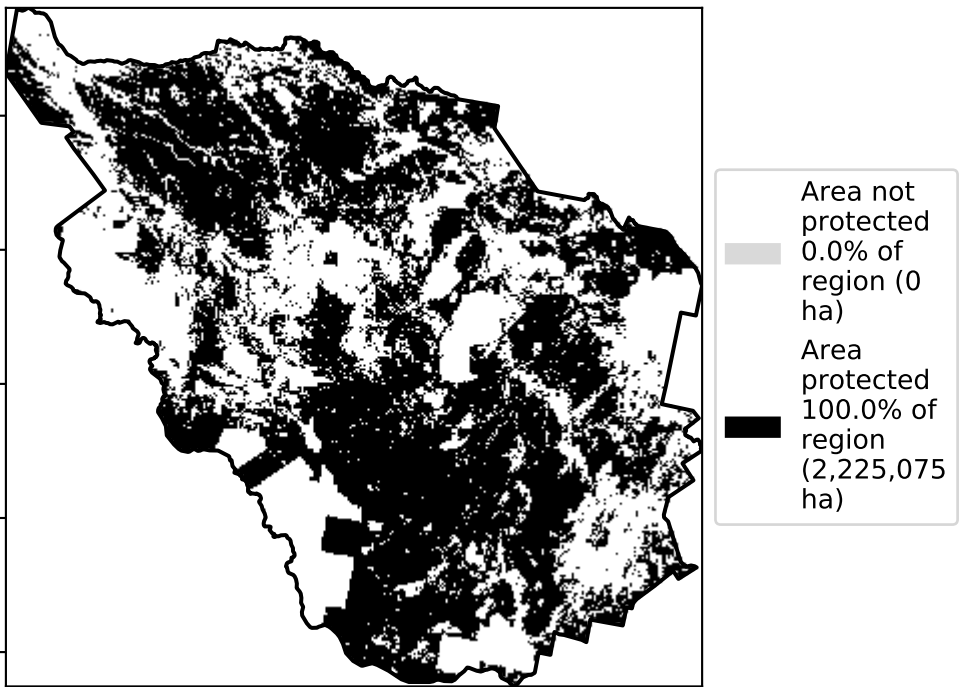 Area not
protected
0.0% of
region (0
ha)
Area
protected
100.0% of
region
(2,225,075
ha)